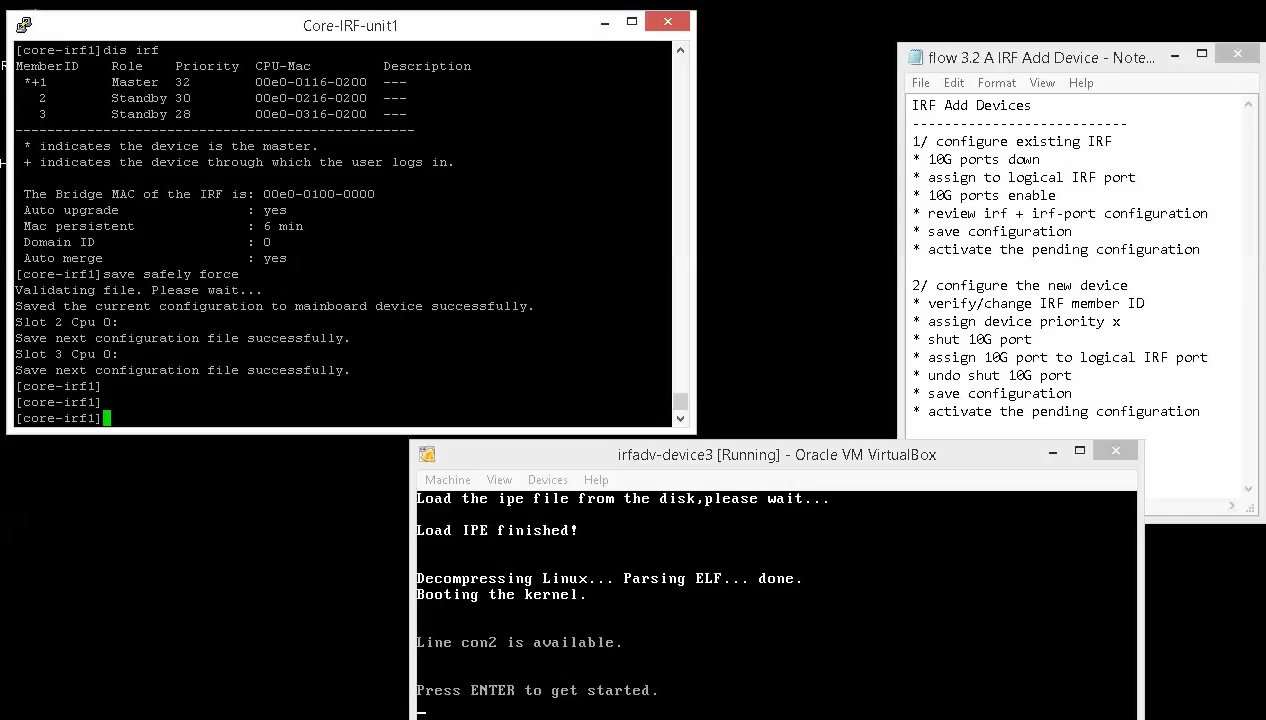 Core-IRF-unit1
[core-irf1]dis irf
MemberID    Role    Priority  CPU-Mac         Description
 *+1        Master  32        00e0-0116-0200  ---
   2        Standby 30        00e0-0216-0200  ---
   3        Standby 28        00e0-0316-0200  ---
--------------------------------------------------
 * indicates the device is the master.
 + indicates the device through which the user logs in.
 The Bridge MAC of the IRF is: 00e0-0100-0000
 Auto upgrade                : yes
 Mac persistent              : 6 min
 Domain ID                   : 0
 Auto merge                  : yes
[core-irf1]save safely force
Validating file. Please wait...
Saved the current configuration to mainboard device successfully.
Slot 2 Cpu 0:
Save next configuration file successfully.
Slot 3 Cpu 0:
Save next configuration file successfully.
[core-irf1]
[core-irf1]
[core-irf1]
flow 3.2 A IRF Add Device - Note...
File Edit Format View Help
IRF Add Devices
---------------------------
1/ configure existing IRF
* 10G ports down
* assign to logical IRF port
* 10G ports enable
* review irf + irf-port configuration
* save configuration
* activate the pending configuration
2/ configure the new device
* verify/change IRF member ID
* assign device priority x
* shut 10G port
* assign 10G port to logical IRF port
* undo shut 10G port
* save configuration
* activate the pending configuration
irfadv-device3 [Running] - Oracle VM VirtualBox
Machine View Devices Help
Load the ipe file from the disk,please wait...
Load IPE finished!
Decompressing Linux... Parsing ELF... done.
Booting the kernel.
Line con2 is available.
Press ENTER to get started.